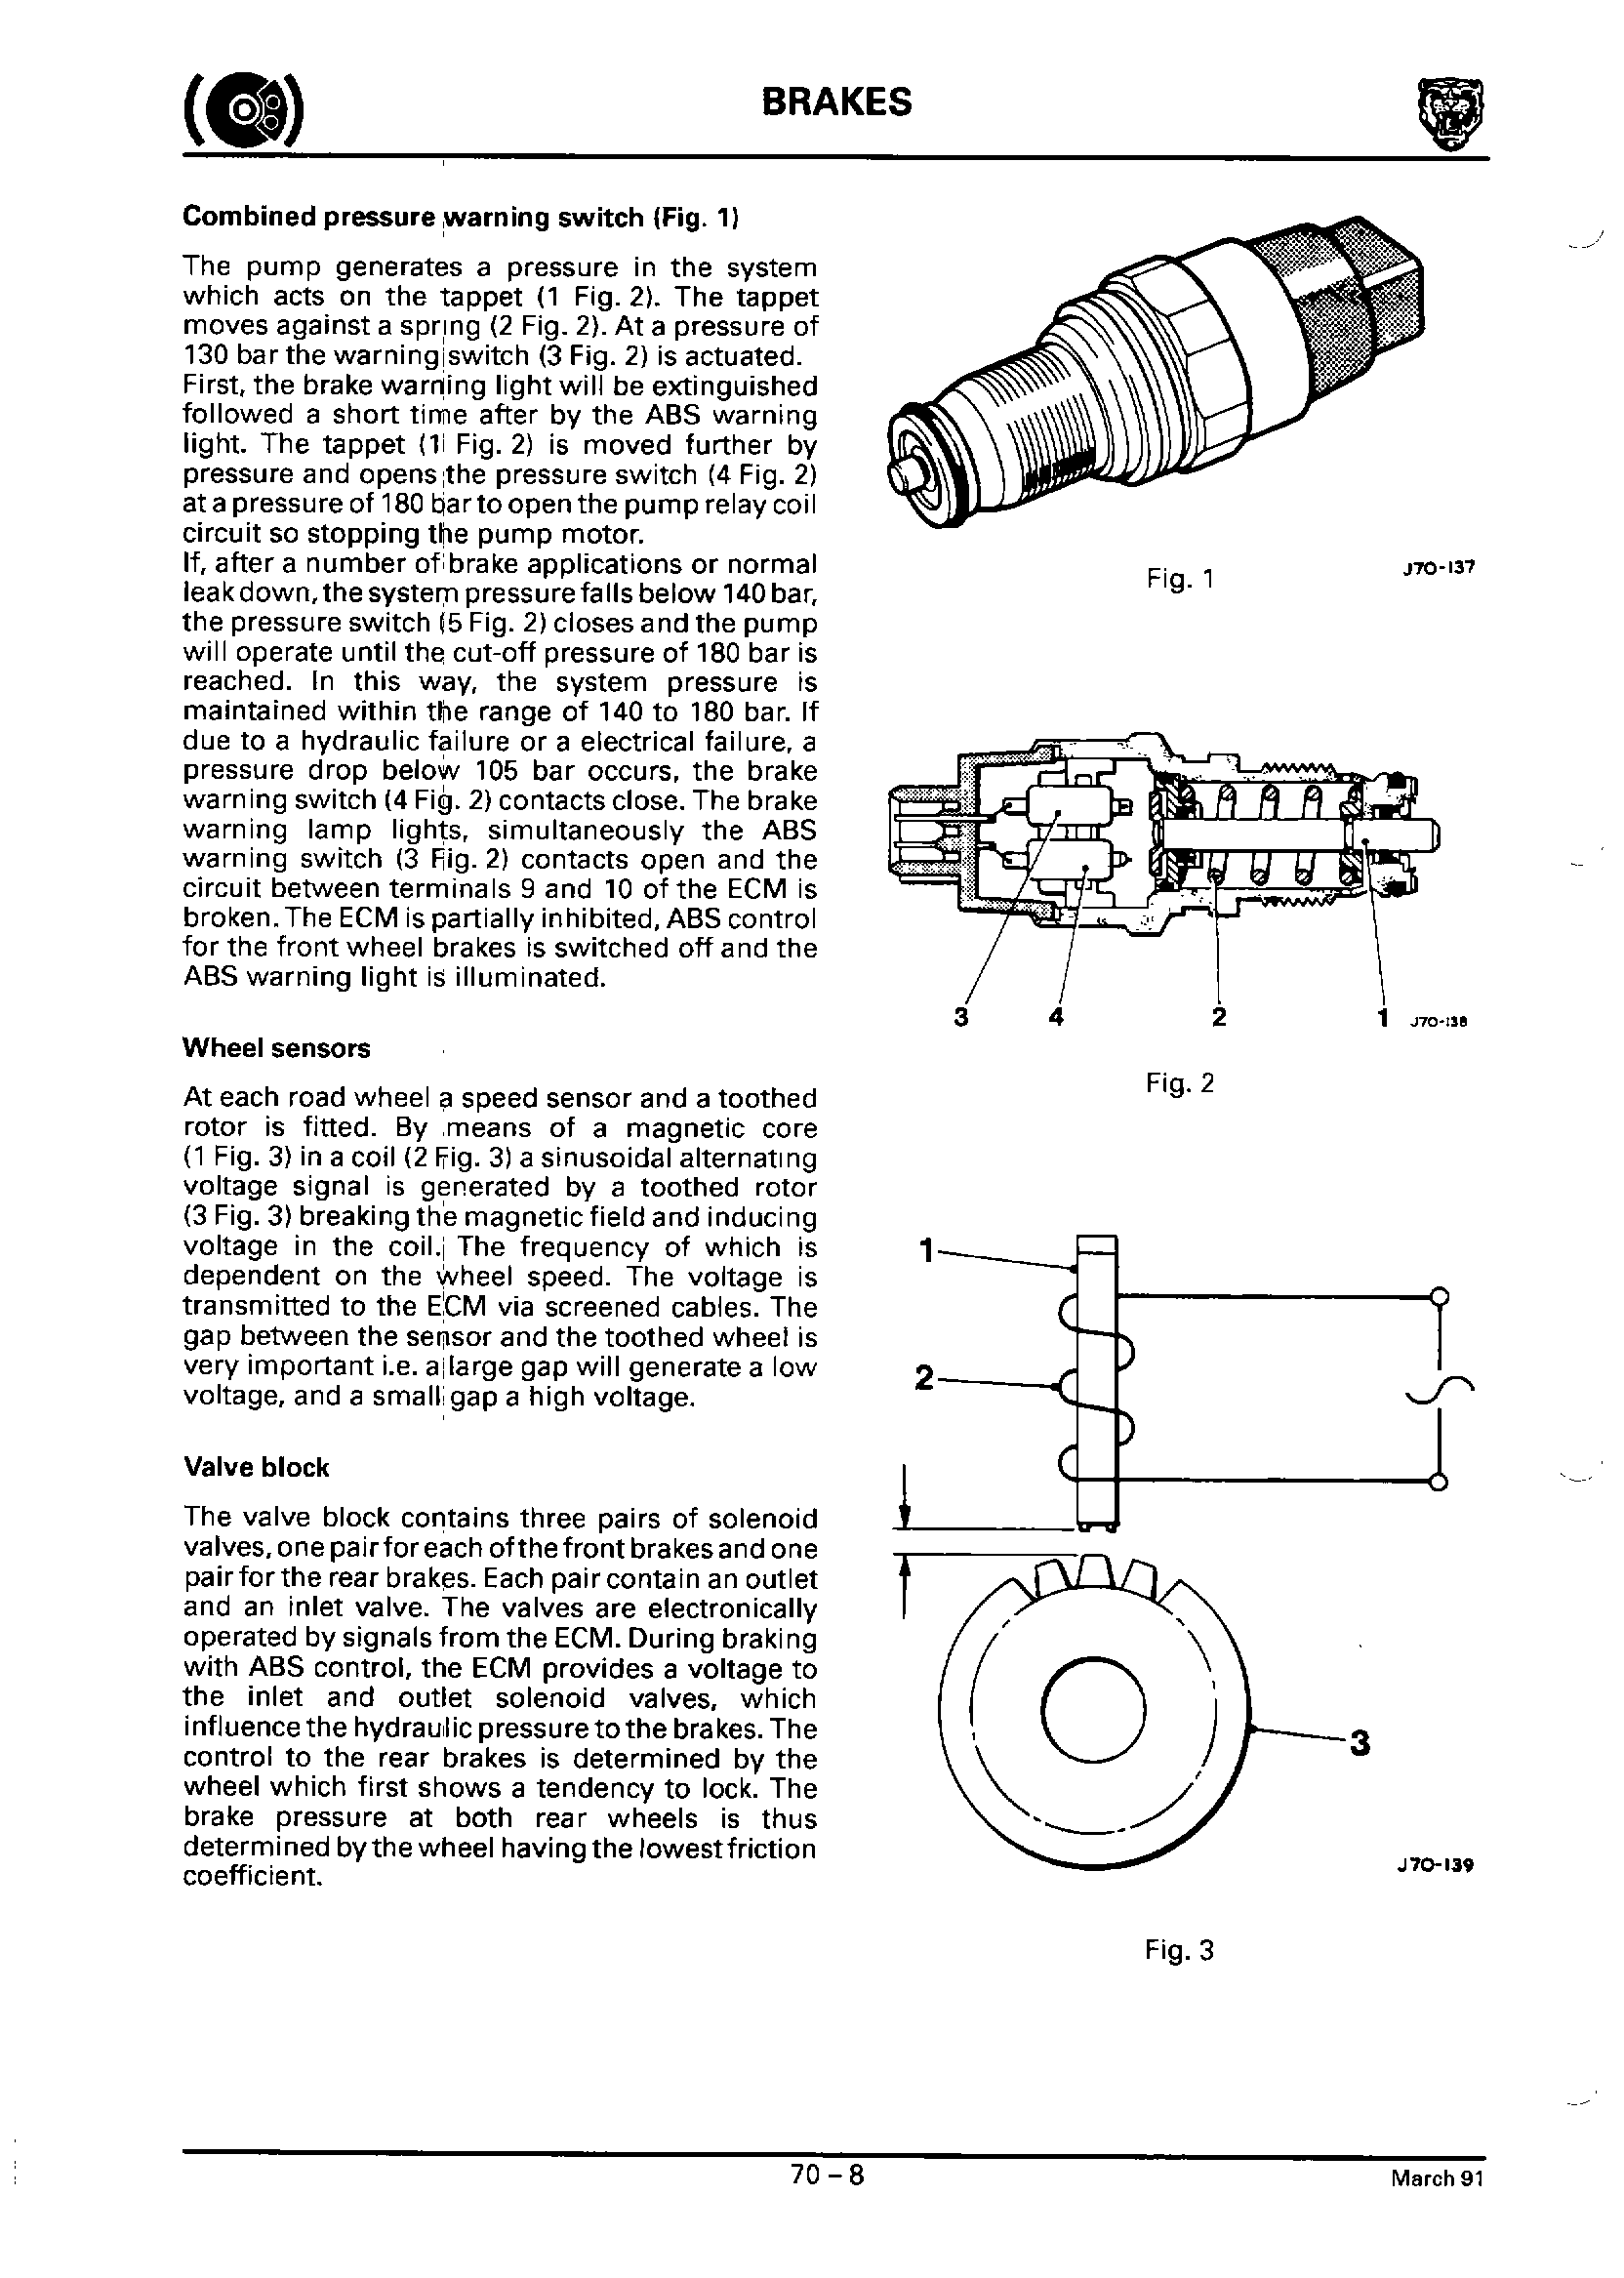 BRAKES
Combined pressure warning switch (Fig. 1)
The pump generates a pressure in the system
which acts on the tappet (1 Fig. 2). The tappet
moves against a spring (2 Fig. 2). At a pressure of
130 bar the warning switch (3 Fig. 2) is actuated.
First, the brake warning light will be extinguished
followed a short time after by the ABS warning
light. The tappet (1 Fig. 2) is moved further by
pressure and opens the pressure switch (4 Fig. 2)
at a pressure of 180 bar to open the pump relay coil
circuit so stopping the pump motor.
If, after a number of brake applications or normal
leak down, the system pressure falls below 140 bar,
the pressure switch (5 Fig. 2) closes and the pump
will operate until the cut-off pressure of 180 bar is
reached. In this way, the system pressure is
maintained within the range of 140 to 180 bar. If
due to a hydraulic failure or a electrical failure, a
pressure drop below 105 bar occurs, the brake
warning switch (4 Fig. 2) contacts close. The brake
warning lamp lights, simultaneously the ABS
warning switch (3 Fig. 2) contacts open and the
circuit between terminals 9 and 10 of the ECM is
broken. The ECM is partially inhibited, ABS control
for the front wheel brakes is switched off and the
ABS warning light is illuminated.
Wheel sensors
At each road wheel a speed sensor and a toothed
rotor is fitted. By means of a magnetic core
(1 Fig. 3) in a coil (2 Fig. 3) a sinusoidal alternating
voltage signal is generated by a toothed rotor
(3 Fig. 3) breaking the magnetic field and inducing
voltage in the coil. The frequency of which is
dependent on the wheel speed. The voltage is
transmitted to the ECM via screened cables. The
gap between the sensor and the toothed wheel is
very important i.e. a large gap will generate a low
voltage, and a small gap a high voltage.
Valve block
The valve block contains three pairs of solenoid
valves, one pair for each of the front brakes and one
pair for the rear brakes. Each pair contain an outlet
and an inlet valve. The valves are electronically
operated by signals from the ECM. During braking
with ABS control, the ECM provides a voltage to
the inlet and outlet solenoid valves, which
influence the hydraulic pressure to the brakes. The
control to the rear brakes is determined by the
wheel which first shows a tendency to lock. The
brake pressure at both rear wheels is thus
determined by the wheel having the lowest friction
coefficient.
Fig. 1
J70-137
3 4 2 1 J70-138
Fig. 2
1
2
3
J70-139
Fig. 3
70 – 8
March 91